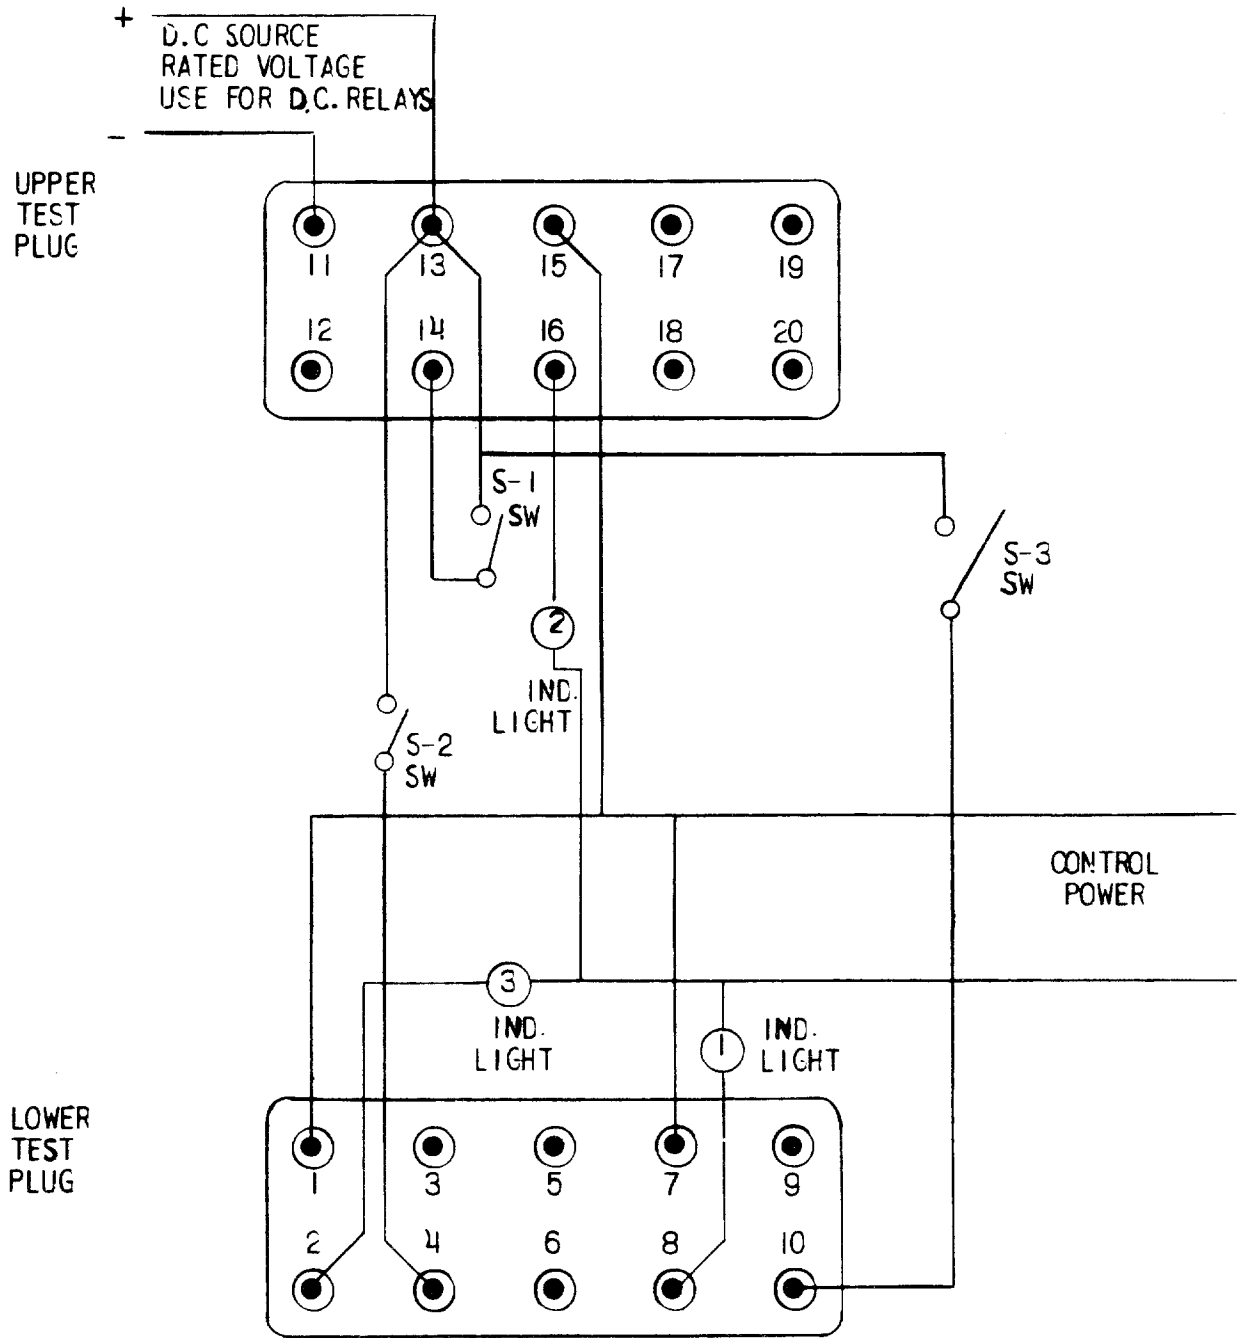 +
D.C SOURCE
RATED VOLTAGE
USE FOR D.C. RELAYS
-
UPPER
TEST
PLUG
11 13 15 17 19
12 14 16 18 20
S-1
SW
S-3
SW
2
IND.
LIGHT
S-2
SW
CONTROL
POWER
3
IND.
LIGHT
1
IND.
LIGHT
LOWER
TEST
PLUG
1 3 5 7 9
2 4 6 8 10